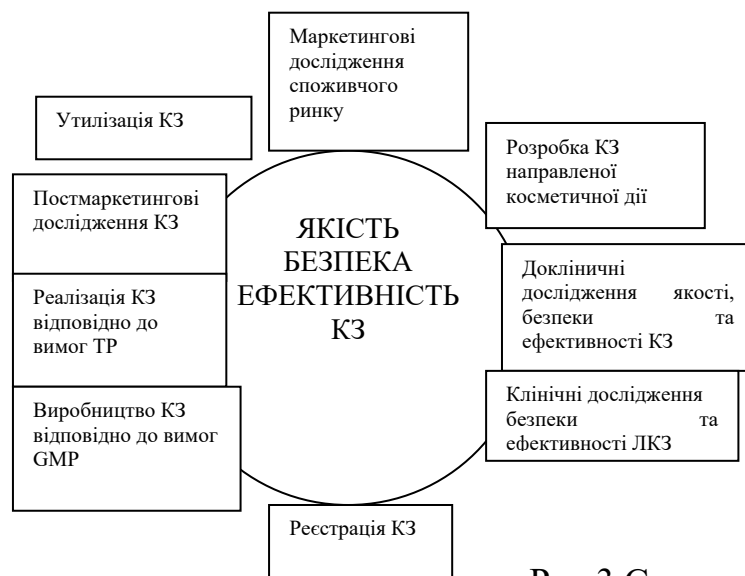 Маркетингові
дослідження
споживчого
ринку
Утилізація КЗ
Розробка КЗ
направленої
косметичної дії
Постмаркетингові
дослідження КЗ
ЯКІСТЬ
БЕЗПЕКА
ЕФЕКТИВНІСТЬ
КЗ
Доклінічні
дослідження якості,
безпеки та
ефективності КЗ
Реалізація КЗ
відповідно до
вимог ТР
Клінічні дослідження
безпеки та
ефективності ЛКЗ
Виробництво КЗ
відповідно до вимог
GMP
Реєстрація КЗ